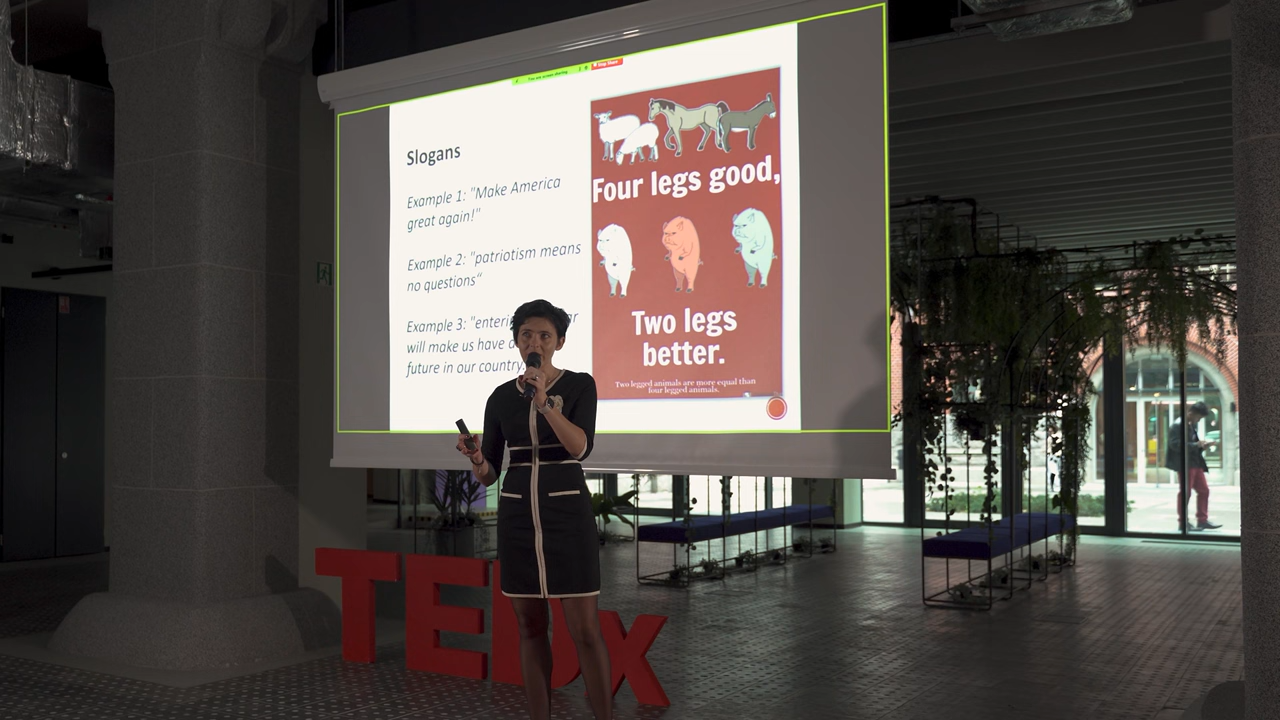 Slogans
Example 1: "Make America
great again!"
Example 2: "patriotism means
no questions“
Example 3:
will make us have a
future in our country.
Four legs good,
Two legs
better.
Two legged animals are more equal than
four legged animals.
TEDx